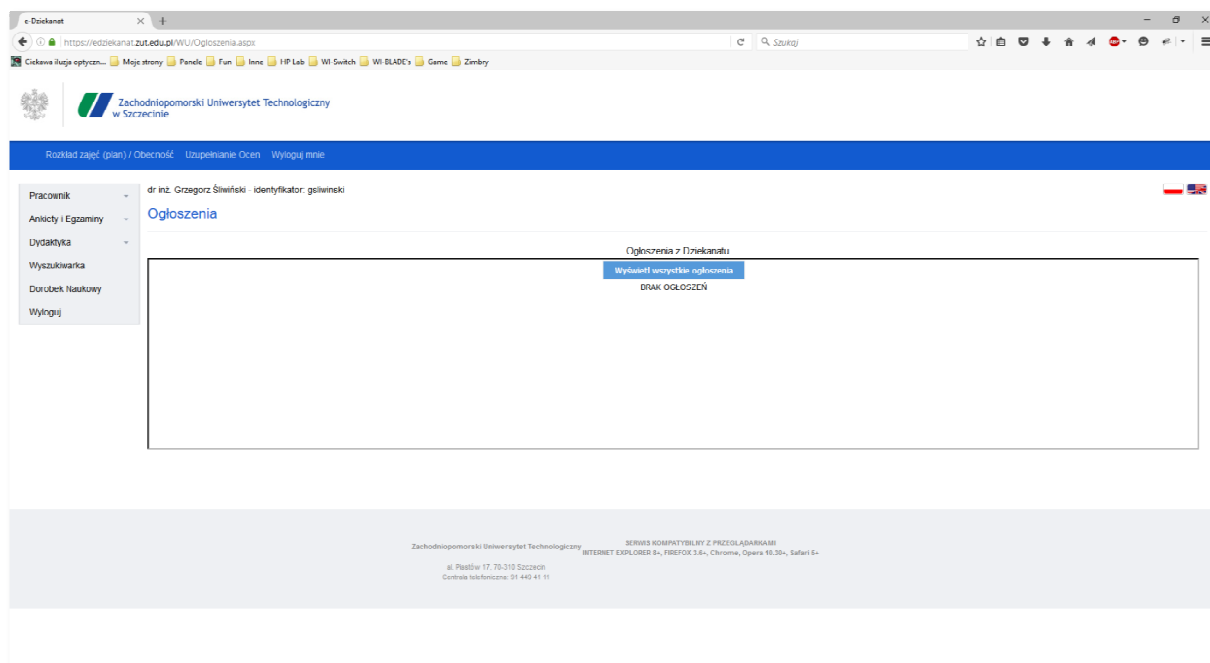 e-Dziekanat
https://edziekanat.zut.edu.pl/WU/Ogloszenia.aspx
Szukaj
Ciekawa iluzja optyczn... Moje strony Panele Fun Inne HP Lab WI-Switch WI-BLADE's Game Zimbry
Zachodniopomorski Uniwersytet Technologiczny
w Szczecinie
Rozkład zajęć (plan) / Obecność Uzupełnianie Ocen Wyloguj mnie
Pracownik
Ankiety i Egzaminy
Dydaktyka
Wyszukiwarka
Dorobek Naukowy
Wyloguj
dr inż. Grzegorz Śliwiński - identyfikator: gsliwinski
Ogłoszenia
Ogłoszenia z Dziekanatu
Wyświetl wszystkie ogłoszenia
BRAK OGŁOSZEŃ
Zachodniopomorski Uniwersytet Technologiczny
al. Piastów 17, 70-310 Szczecin
Centrala telefoniczna: 91 449 41 11
SERWIS KOMPATYBILNY Z PRZEGLĄDARKAMI
INTERNET EXPLORER 8+, FIREFOX 3.6+, Chrome, Opera 10.30+, Safari 5+